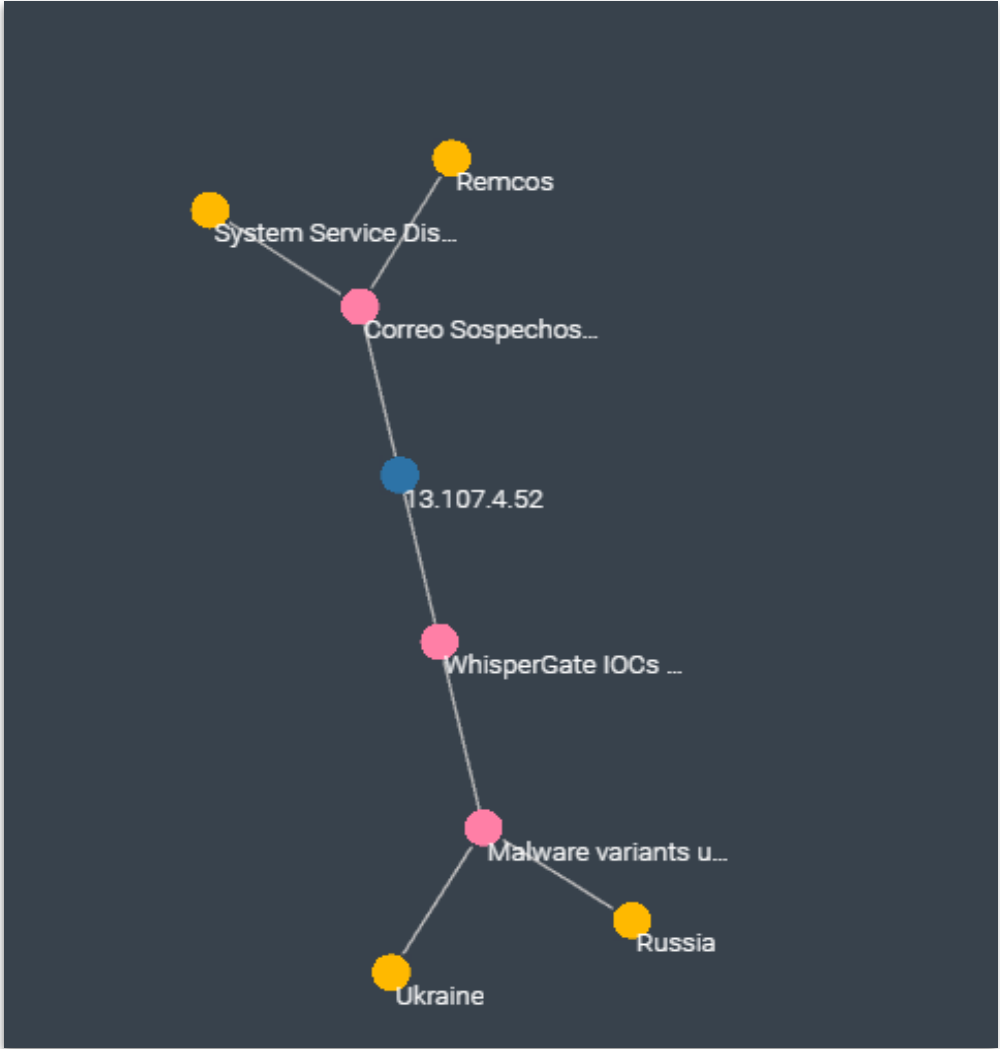 Remcos
System Service Dis...
Correo Sospechos...
13.107.4.52
WhisperGate IOCs ...
Malware variants u...
Russia
Ukraine